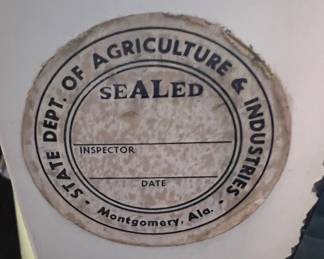 STATE DEPT. OF AGRICULTURE & INDUSTRIES
SEALED
INSPECTOR
DATE
Montgomery, Ala.